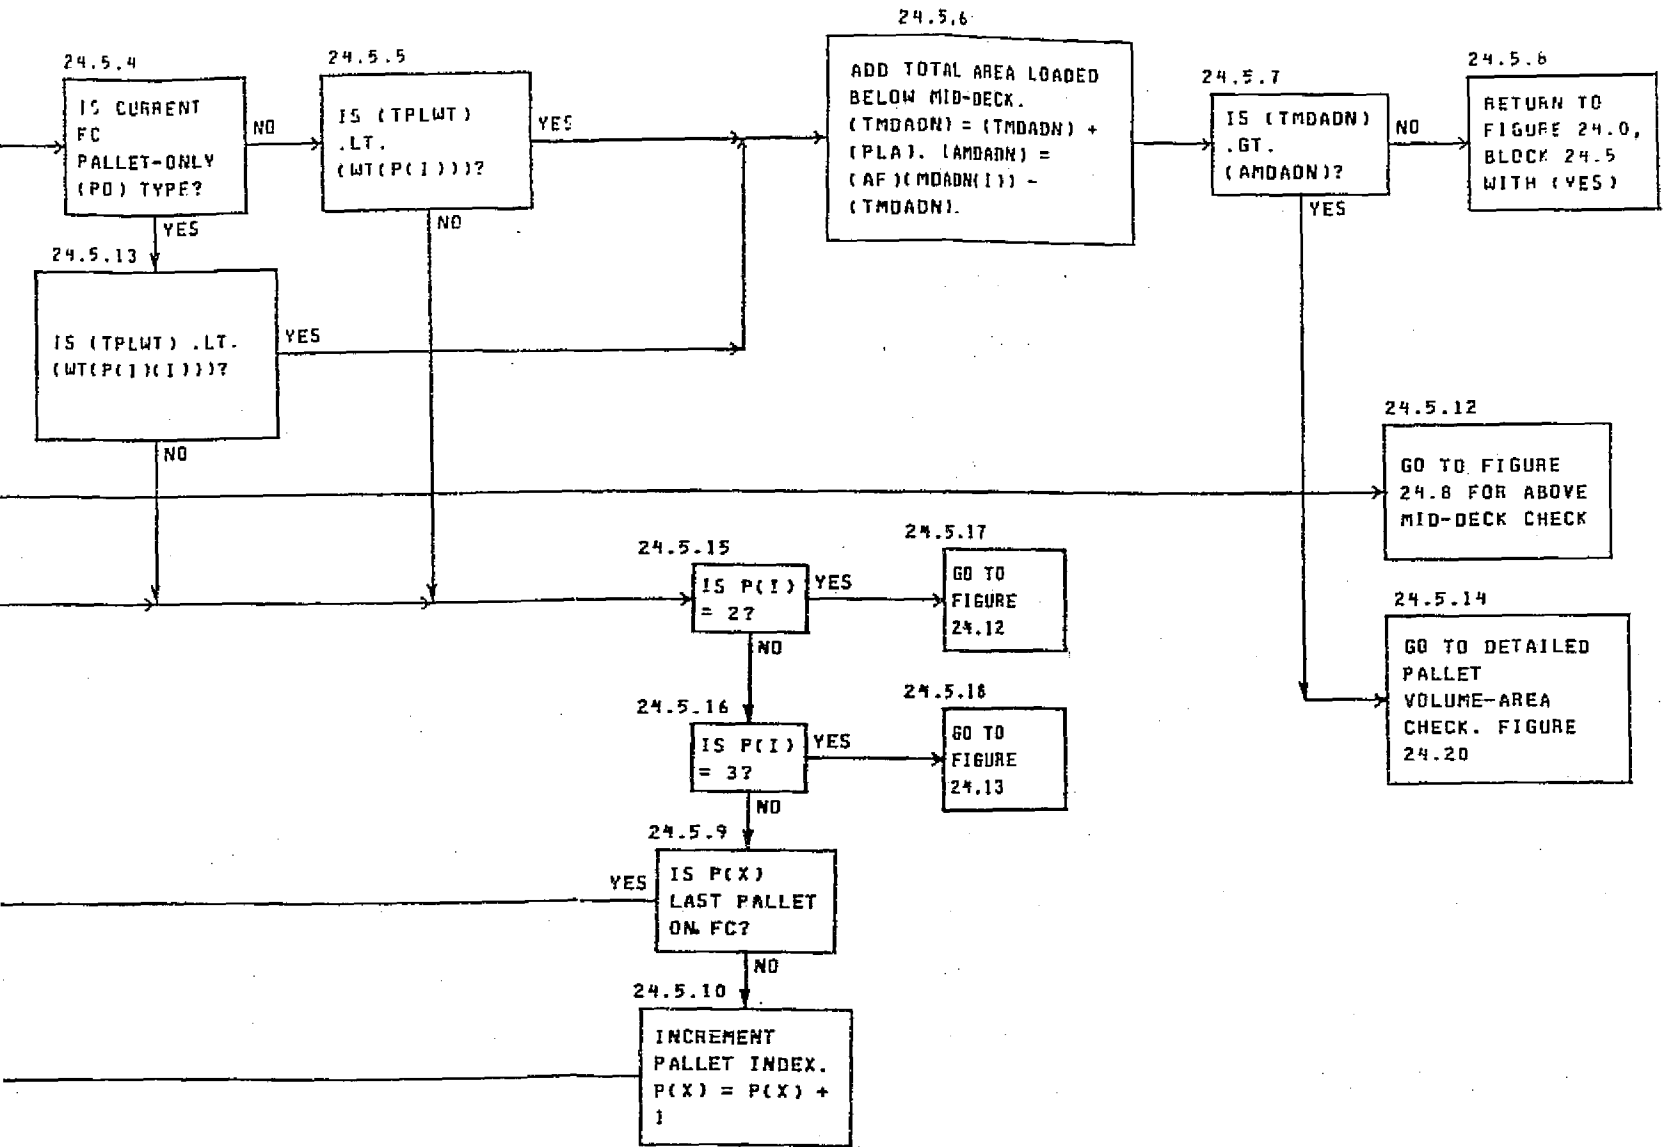 24.5.4
IS CURRENT
FC
PALLET-ONLY
(PO) TYPE?
NO
YES
24.5.5
IS (TPLWT)
.LT.
(WT(P(I)))?
YES
NO
24.5.6
ADD TOTAL AREA LOADED
BELOW MID-DECK.
(TMDADN) = (TMDADN) +
(PLA). (AMDADN) =
(AF)(MDADN(I)) -
(TMDADN).
24.5.7
IS (TMDADN)
.GT.
(AMDADN)?
NO
YES
24.5.8
RETURN TO
FIGURE 24.0,
BLOCK 24.5
WITH (YES)
24.5.13
IS (TPLWT) .LT.
(WT(P(I)(I)))?
YES
NO
24.5.12
GO TO FIGURE
24.8 FOR ABOVE
MID-DECK CHECK
24.5.15
IS P(I)
= 2?
YES
NO
24.5.17
GO TO
FIGURE
24.12
24.5.14
GO TO DETAILED
PALLET
VOLUME-AREA
CHECK. FIGURE
24.20
24.5.16
IS P(I)
= 3?
YES
NO
24.5.18
GO TO
FIGURE
24.13
24.5.9
IS P(X)
LAST PALLET
ON FC?
YES
NO
24.5.10
INCREMENT
PALLET INDEX.
P(X) = P(X) +
1